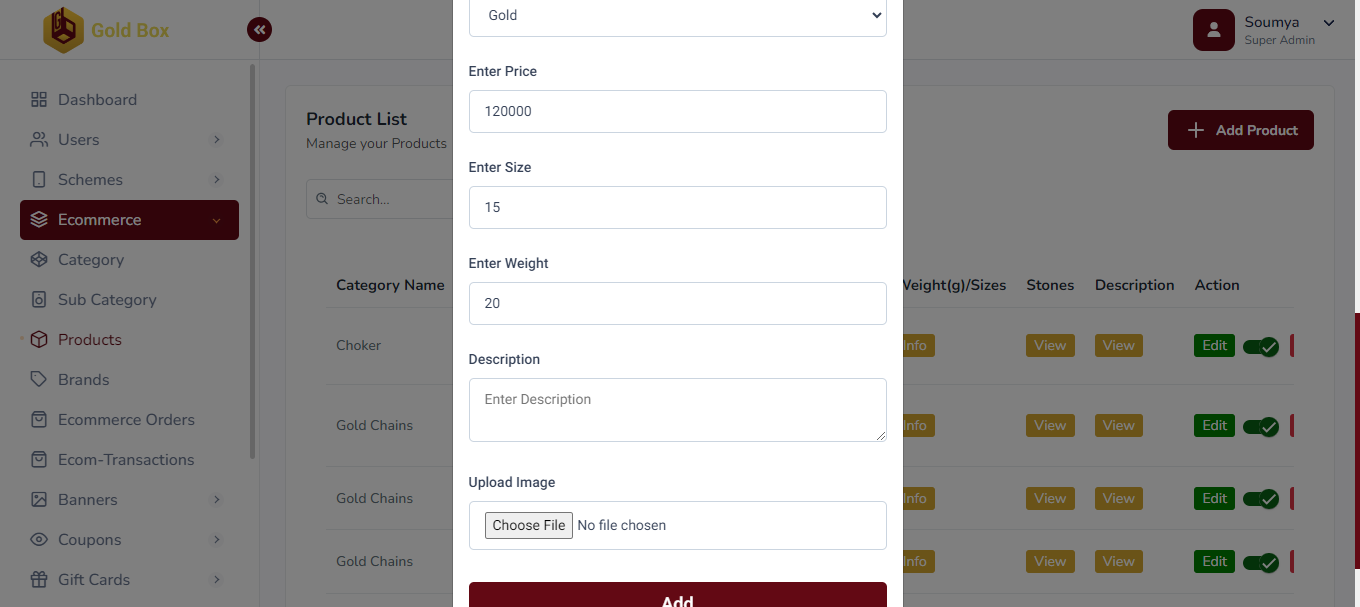 Gold Box
Soumya
Super Admin
Dashboard
Users
Schemes
Ecommerce
Category
Sub Category
Products
Brands
Ecommerce Orders
Ecom-Transactions
Banners
Coupons
Gift Cards
Product List
Manage your Products
Add Product
Search...
Category Name
Weight(g)/Sizes Stones Description Action
Choker
Info View View Edit
Gold Chains
Info View View Edit
Gold Chains
Info View View Edit
Gold Chains
Info View View Edit
Gold
Enter Price
120000
Enter Size
15
Enter Weight
20
Description
Enter Description
Upload Image
Choose File No file chosen
Add